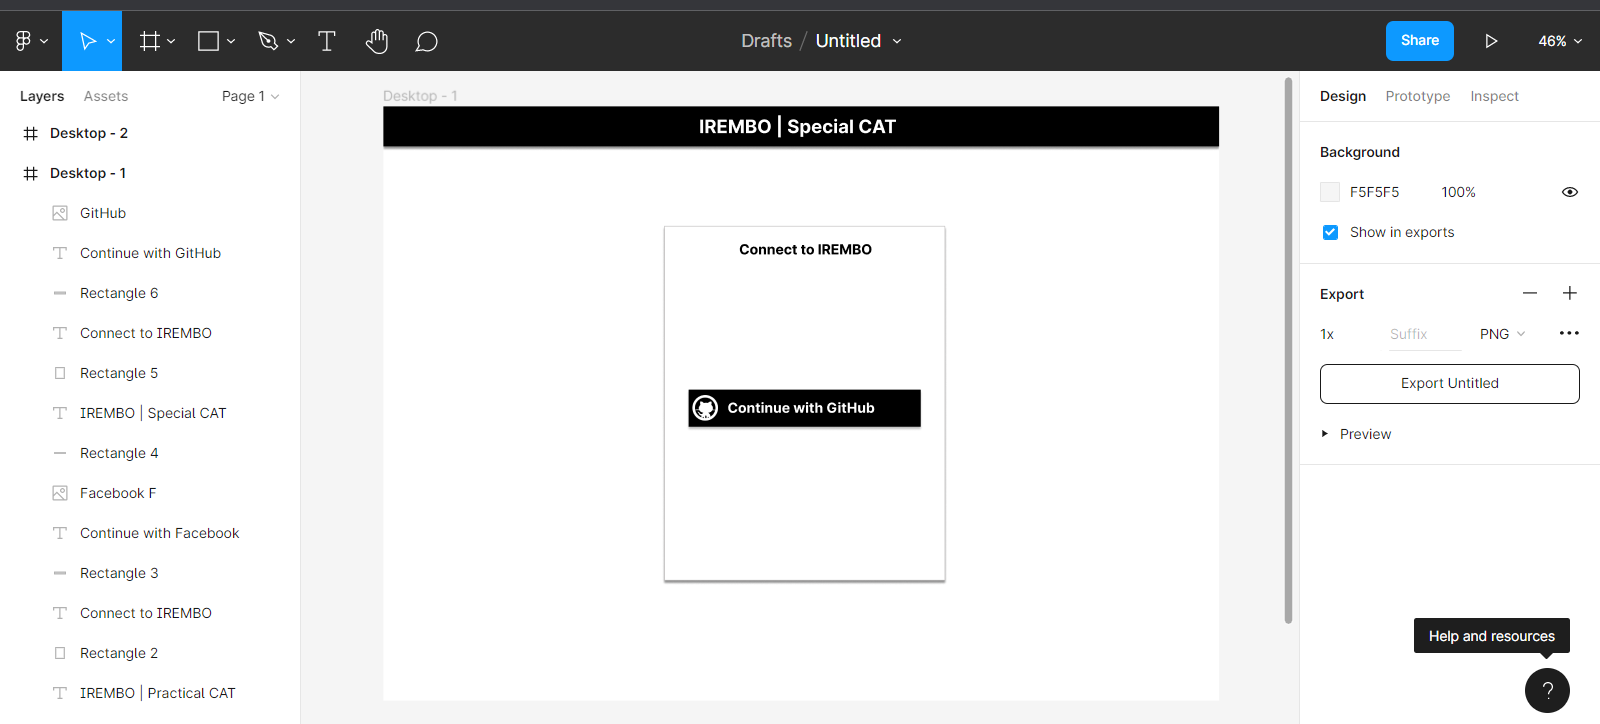 Drafts / Untitled
Share
46%
Layers
Assets
Page 1
Desktop - 2
Desktop - 1
GitHub
Continue with GitHub
Rectangle 6
Connect to IREMBO
Rectangle 5
IREMBO | Special CAT
Rectangle 4
Facebook F
Continue with Facebook
Rectangle 3
Connect to IREMBO
Rectangle 2
IREMBO | Practical CAT
Desktop - 1
IREMBO | Special CAT
Connect to IREMBO
Continue with GitHub
Design
Prototype
Inspect
Background
F5F5F5
100%
Show in exports
Export
1x
Suffix
PNG
Export Untitled
Preview
Help and resources
?